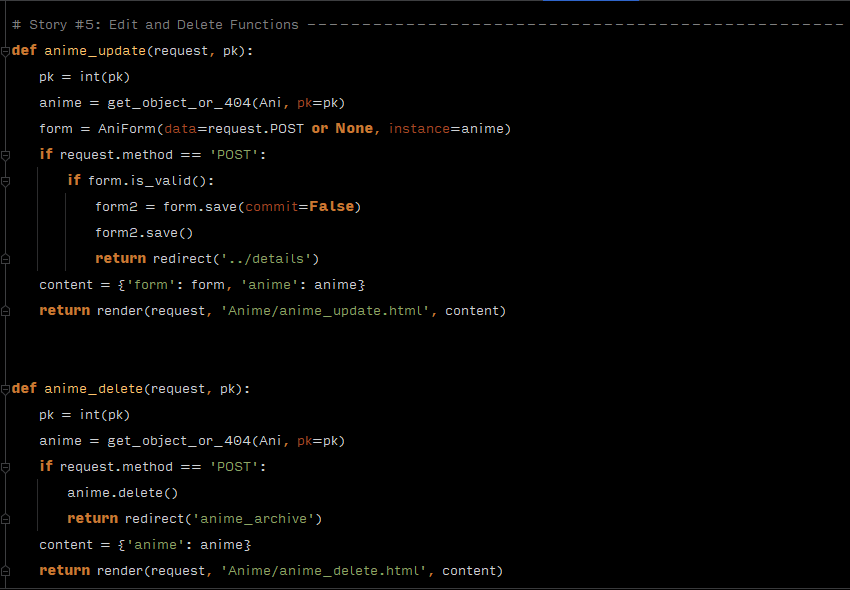 # Story #5: Edit and Delete Functions -------------------------------------------------
def anime_update(request, pk):
    pk = int(pk)
    anime = get_object_or_404(Ani, pk=pk)
    form = AniForm(data=request.POST or None, instance=anime)
    if request.method == 'POST':
        if form.is_valid():
            form2 = form.save(commit=False)
            form2.save()
            return redirect('../details')
    content = {'form': form, 'anime': anime}
    return render(request, 'Anime/anime_update.html', content)
def anime_delete(request, pk):
    pk = int(pk)
    anime = get_object_or_404(Ani, pk=pk)
    if request.method == 'POST':
        anime.delete()
        return redirect('anime_archive')
    content = {'anime': anime}
    return render(request, 'Anime/anime_delete.html', content)